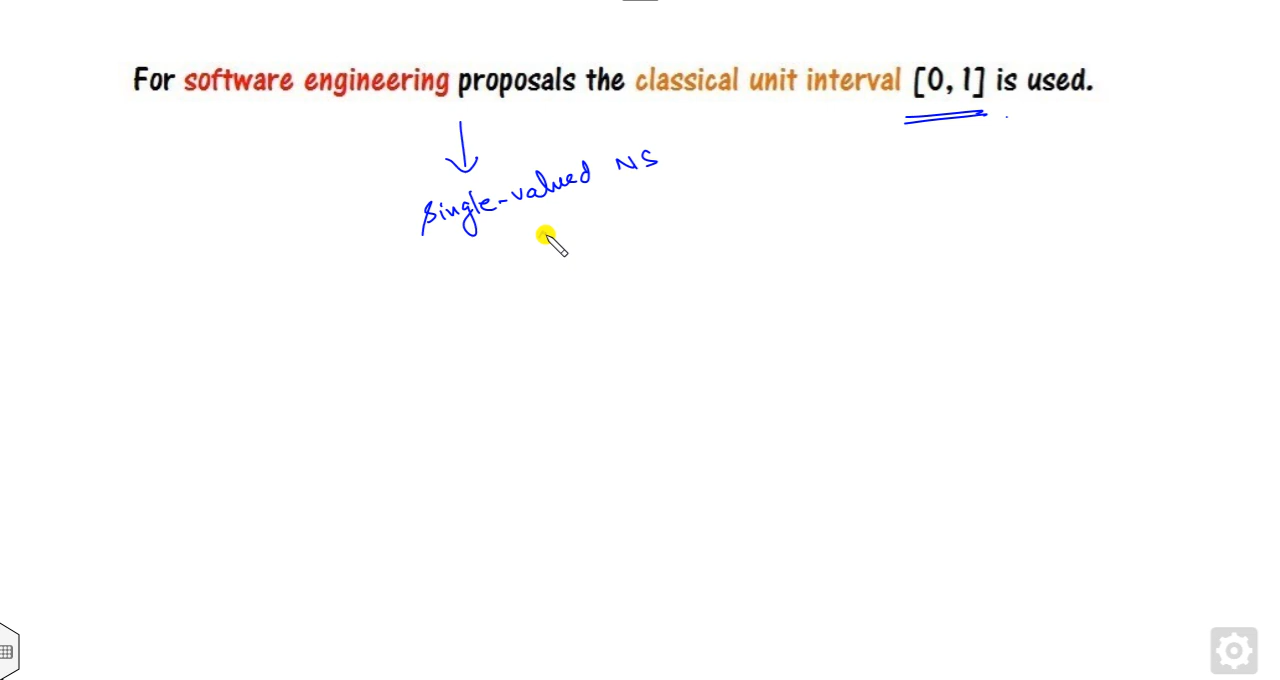 For software engineering proposals the classical unit interval [0, 1] is used.
single-valued NS